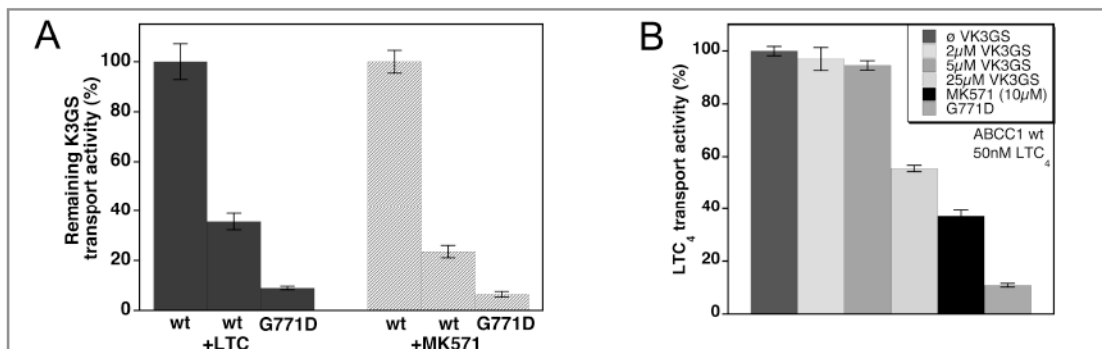 A
Remaining K3GS
transport activity (%)
100
80
60
40
20
0
wt wt G771D wt wt G771D
+LTC +MK571
B
LTC4 transport activity (%)
100
80
60
40
20
0
ø VK3GS
2µM VK3GS
5µM VK3GS
25µM VK3GS
MK571 (10µM)
G771D
ABCC1 wt
50nM LTC4